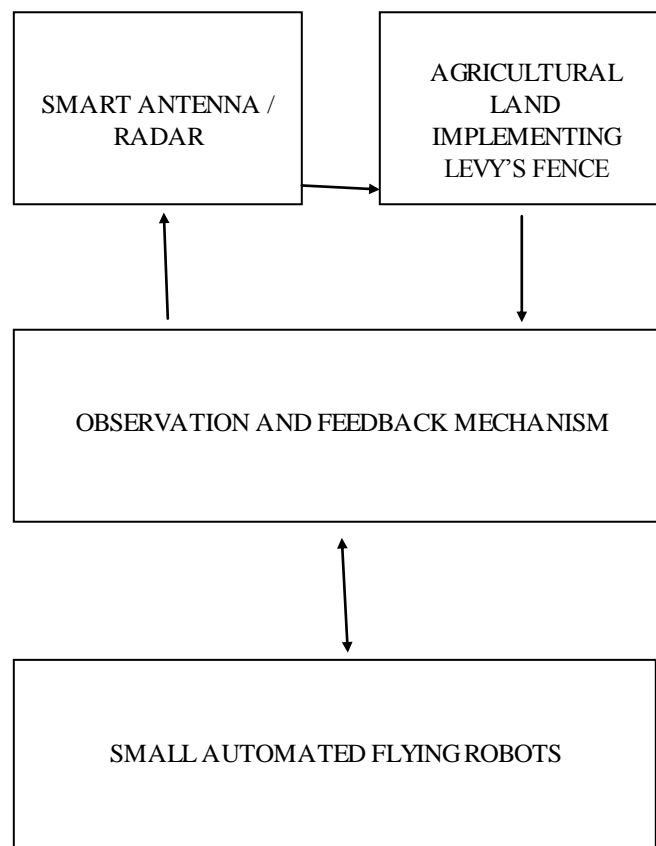 SMART ANTENNA /
RADAR
AGRICULTURAL
LAND
IMPLEMENTING
LEVY'S FENCE
OBSERVATION AND FEEDBACK MECHANISM
SMALL AUTOMATED FLYING ROBOTS